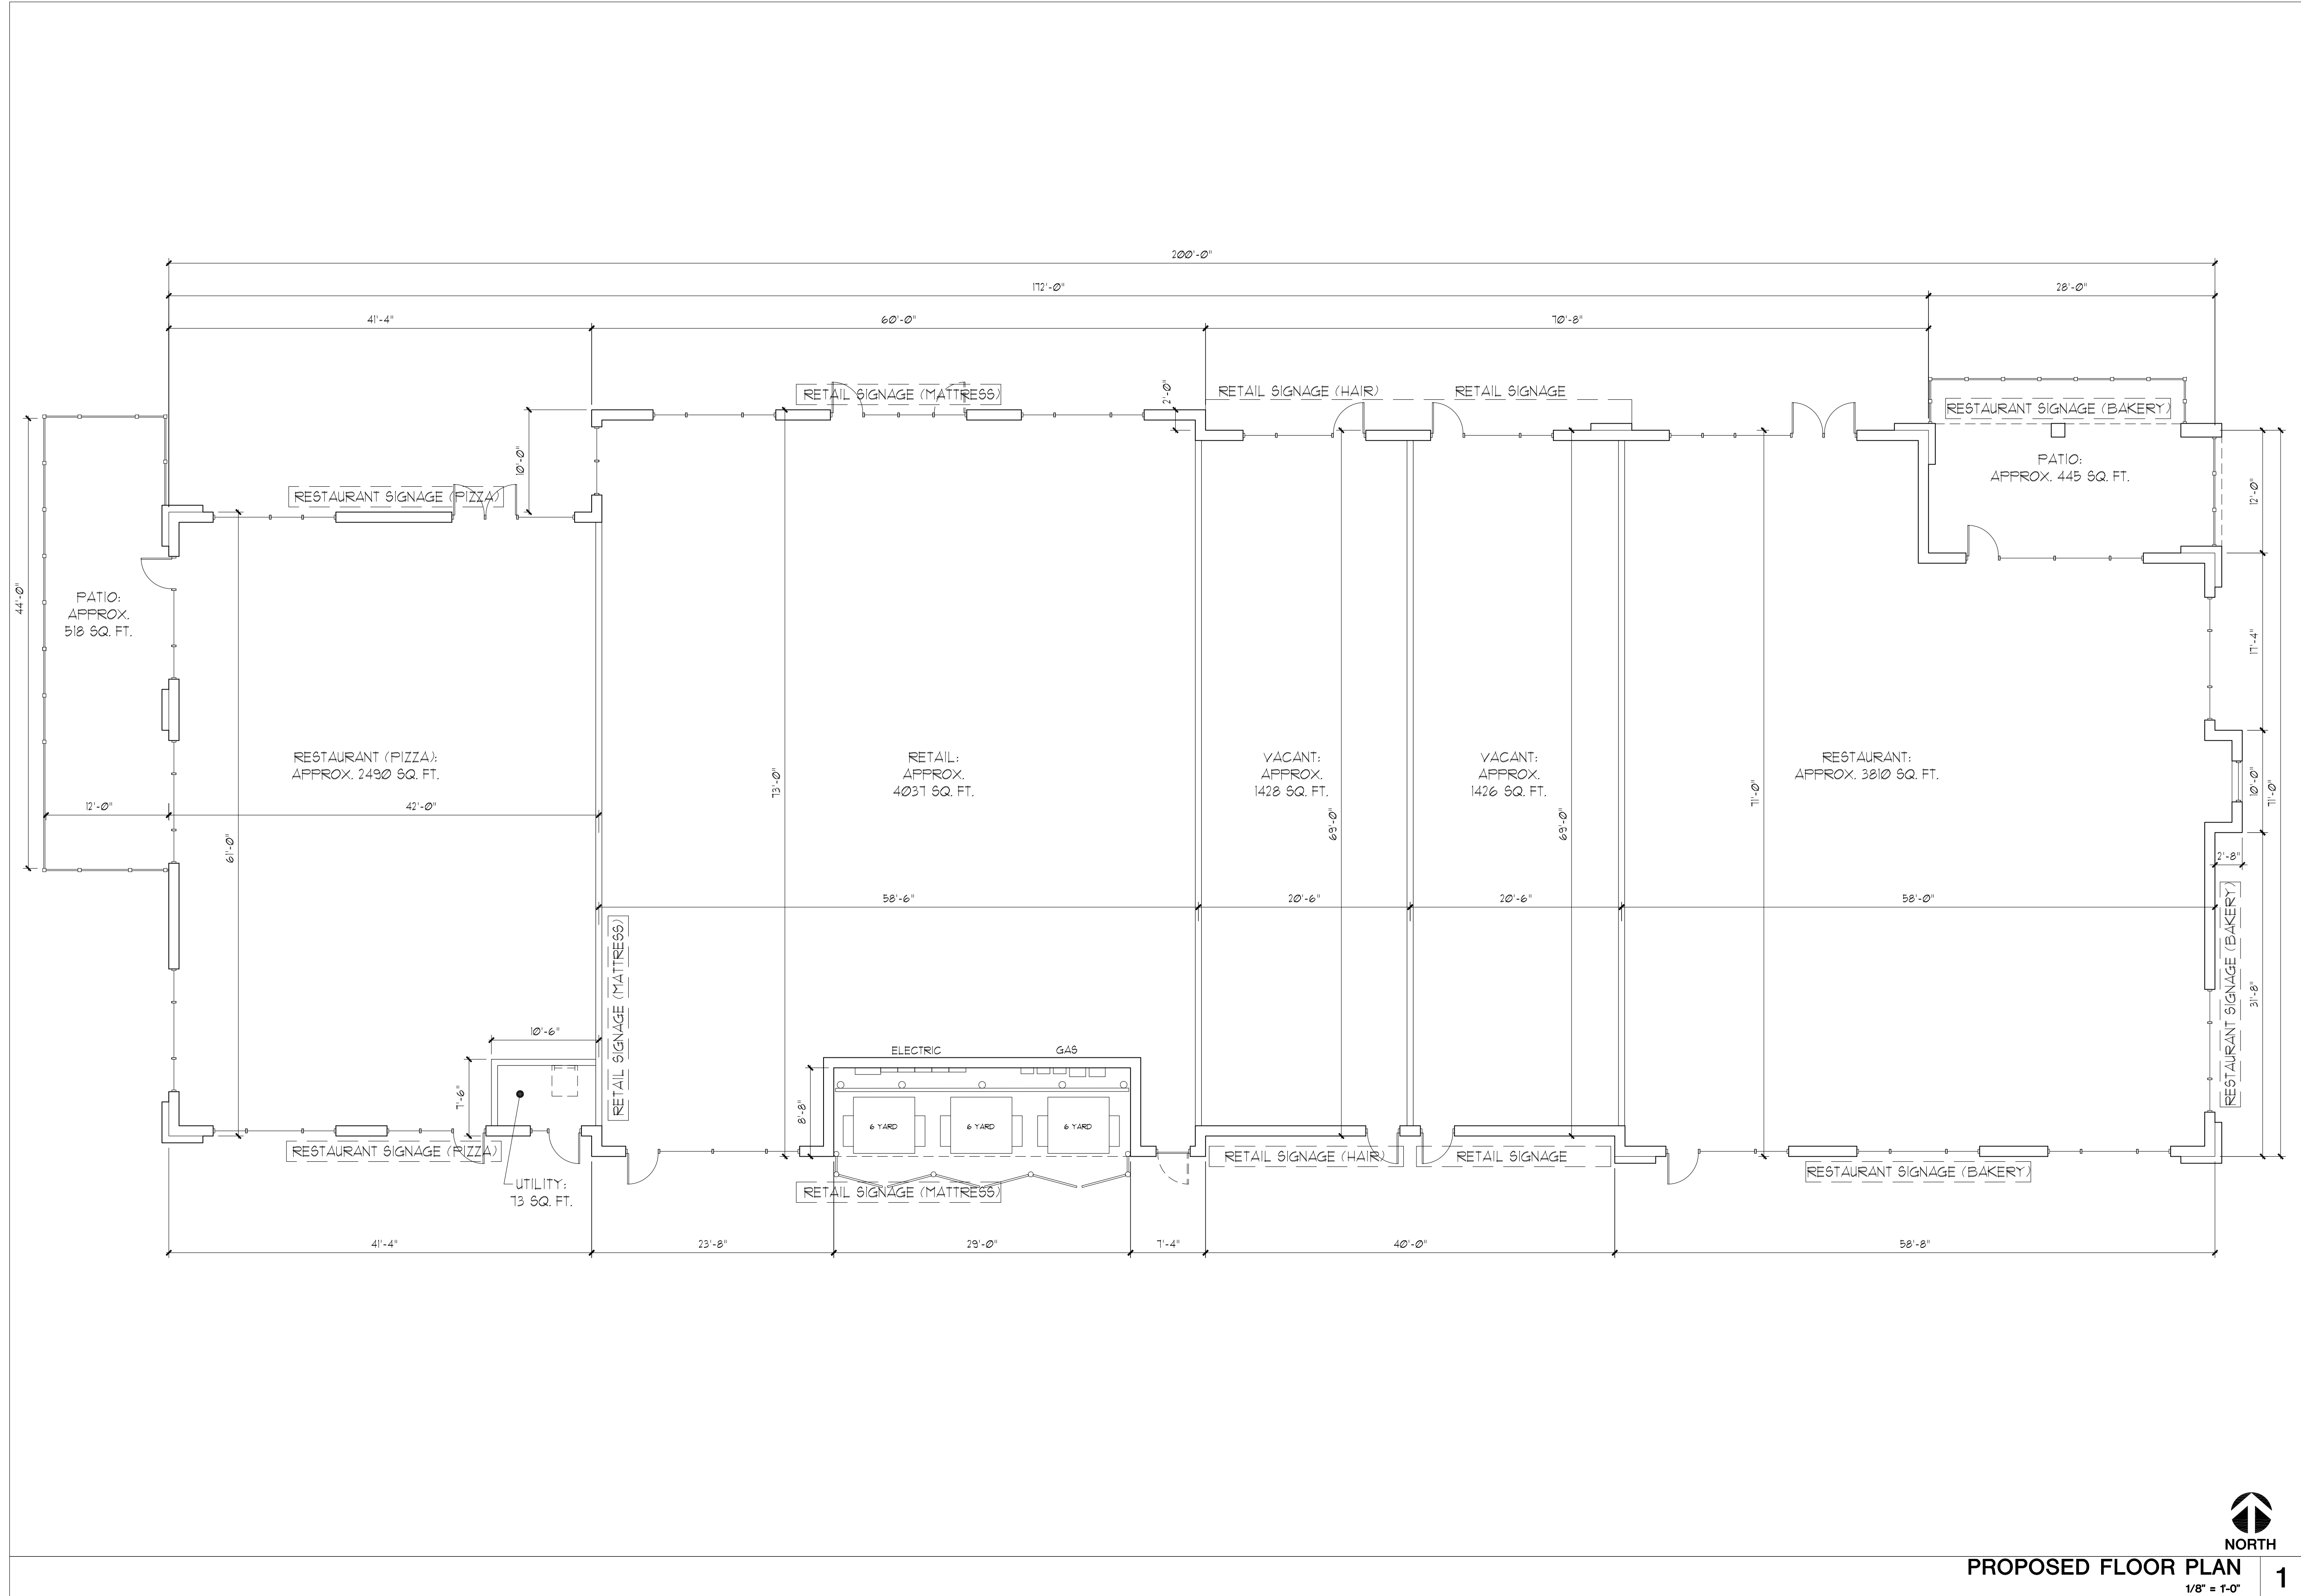 200'-0"
172'-0"
28'-0"
41'-4"
60'-0"
70'-8"
RETAIL SIGNAGE (MATTRESS)
2'-0"
RETAIL SIGNAGE (HAIR)
RETAIL SIGNAGE
RESTAURANT SIGNAGE (BAKERY)
10'-0"
PATIO:
APPROX. 445 SQ. FT.
12'-0"
RESTAURANT SIGNAGE (PIZZA)
44'-0"
PATIO:
APPROX.
518 SQ. FT.
17'-4"
RESTAURANT (PIZZA):
APPROX. 2490 SQ. FT.
RETAIL:
APPROX.
4037 SQ. FT.
VACANT:
APPROX.
1428 SQ. FT.
VACANT:
APPROX.
1426 SQ. FT.
RESTAURANT:
APPROX. 3810 SQ. FT.
73'-0"
71'-0"
10'-0"
71'-0"
12'-0"
42'-0"
61'-0"
69'-0"
69'-0"
2'-8"
58'-6"
20'-6"
20'-6"
58'-0"
RETAIL SIGNAGE (MATTRESS)
RESTAURANT SIGNAGE (BAKERY)
31'-8"
10'-6"
ELECTRIC
GAS
7'-6"
8'-8"
6 YARD
6 YARD
6 YARD
RESTAURANT SIGNAGE (PIZZA)
RETAIL SIGNAGE (HAIR)
RETAIL SIGNAGE
RESTAURANT SIGNAGE (BAKERY)
UTILITY:
73 SQ. FT.
RETAIL SIGNAGE (MATTRESS)
41'-4"
23'-8"
29'-0"
7'-4"
40'-0"
58'-8"
NORTH
PROPOSED FLOOR PLAN
1/8" = 1'-0"
1